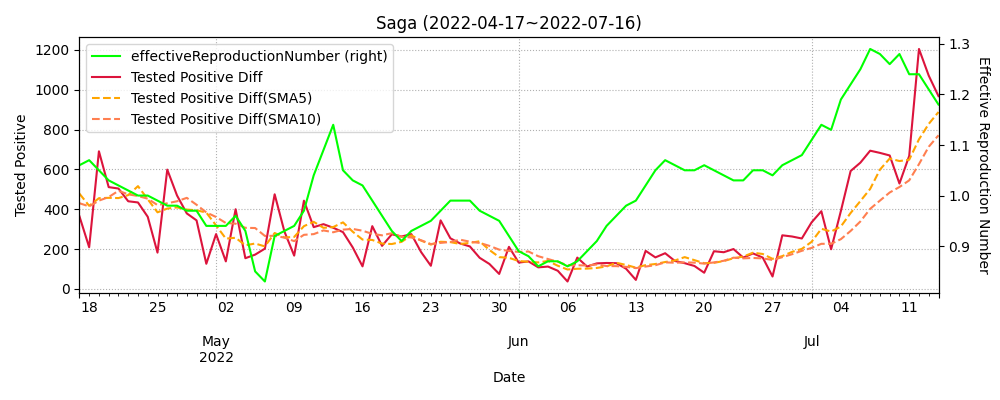 Saga (2022-04-17~2022-07-16)
effectiveReproductionNumber (right)
Tested Positive Diff
Tested Positive Diff(SMA5)
Tested Positive Diff(SMA10)
Tested Positive
1200
1000
800
600
400
200
0
Effective Reproduction Number
1.3
1.2
1.1
1.0
0.9
18 25 02 09 16 23 30 06 13 20 27 04 11
May Jun Jul
2022
Date